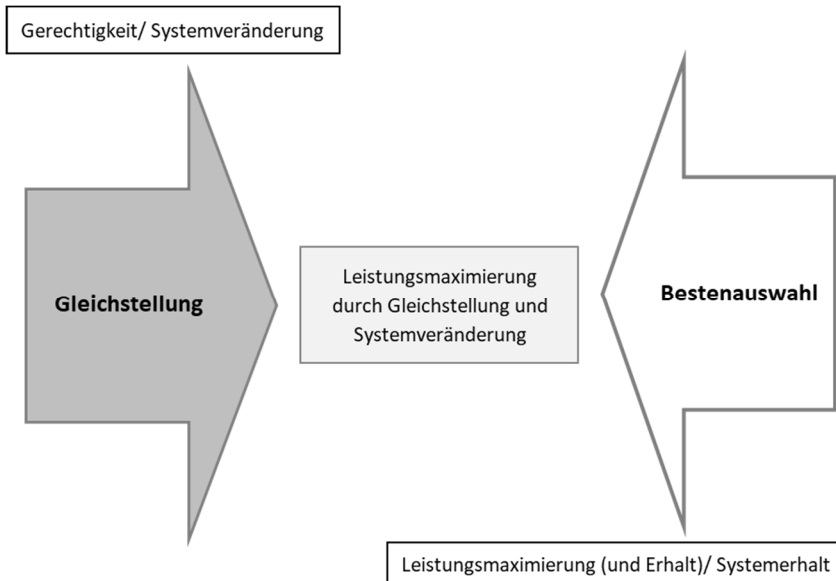 Gerechtigkeit/ Systemveränderung
Gleichstellung
Leistungsmaximierung
durch Gleichstellung und
Systemveränderung
Bestenauswahl
Leistungsmaximierung (und Erhalt)/ Systemerhalt